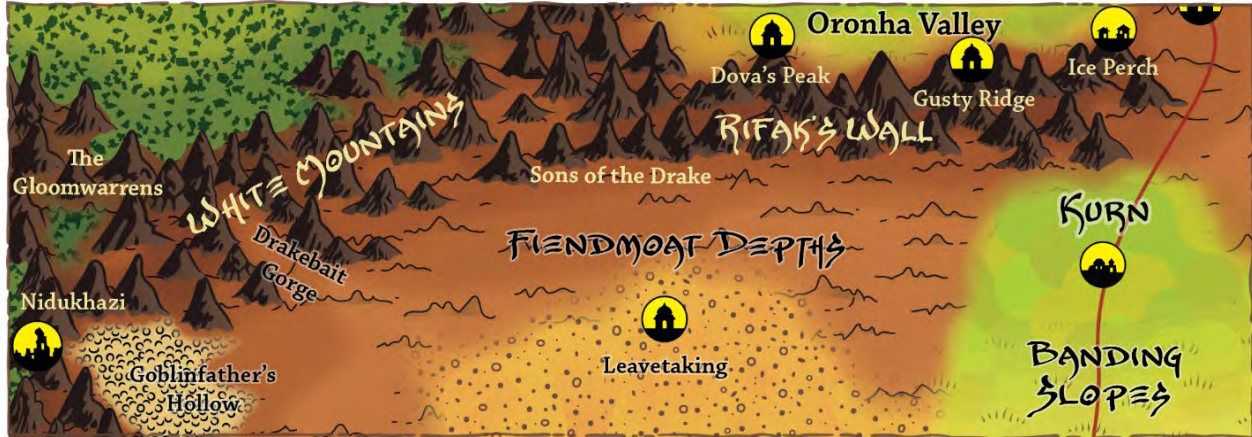 Oronha Valley
Dova's Peak
Ice Perch
Gusty Ridge
Rifak's Wall
White Mountains
The
Gloomwarrens
Sons of the Drake
Kurn
Fiendmoat Depths
Drakebait
Gorge
Nidukhazi
Leavetaking
Banding
Slopes
Goblinfather's
Hollow